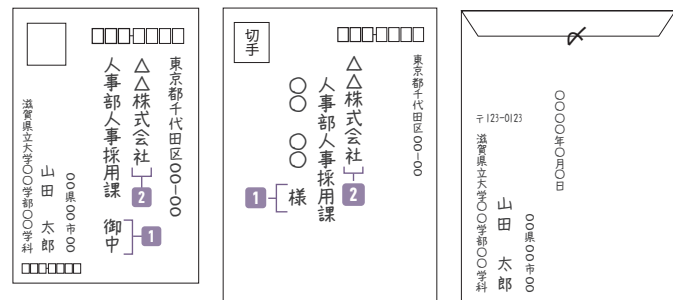 東京都千代田区〇〇-〇〇
△△株式会社
2
人事部人事採用課
御中
1
〇〇県〇〇市〇〇
山田 太郎
滋賀県立大学〇〇学部〇〇学科
切手
東京都千代田区〇〇-〇〇
△△株式会社
2
人事部人事採用課
〇〇 〇〇 様
1
〆
〇〇〇〇年〇月〇日
〒123-0123
〇〇県〇〇市〇〇
山田 太郎
滋賀県立大学〇〇学部〇〇学科